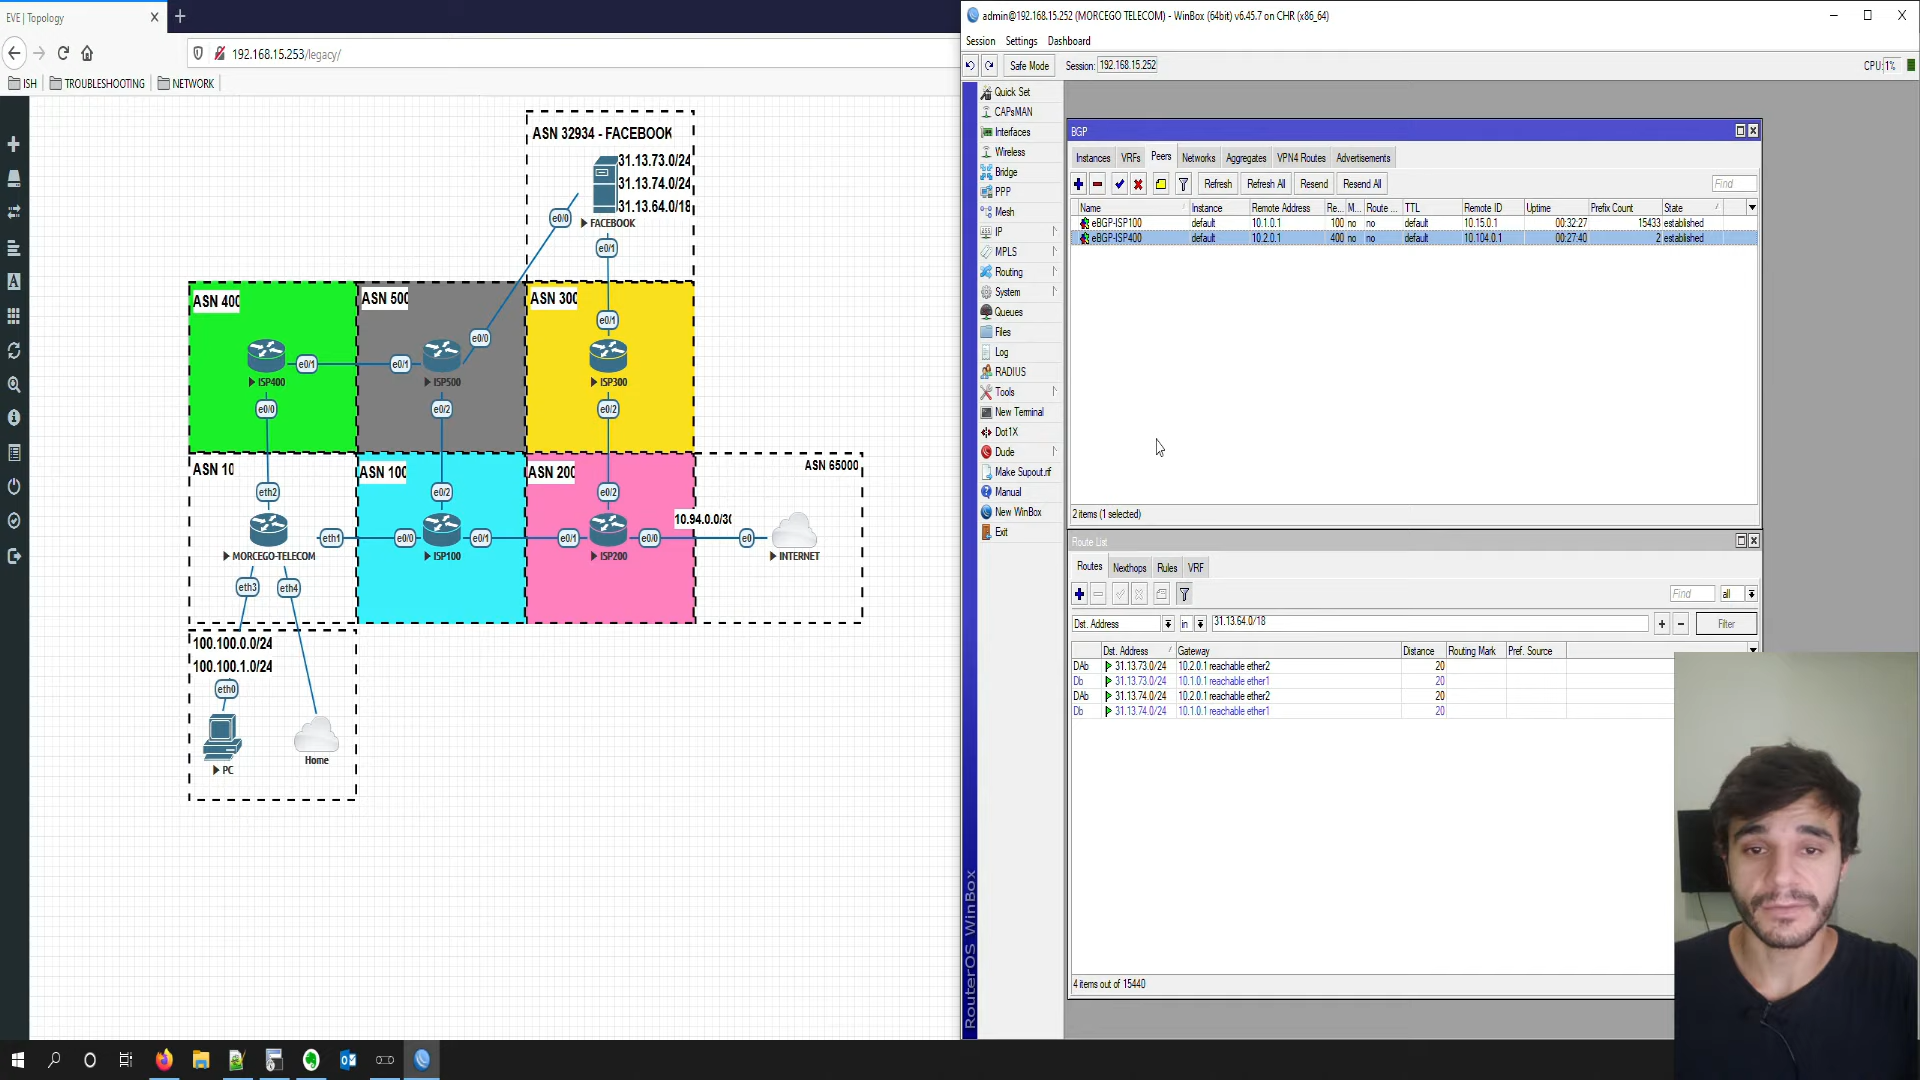 EVE | Topology
192.168.15.253/legacy/
ISH
TROUBLESHOOTING
NETWORK
ASN 32934 - FACEBOOK
31.13.73.0/24
31.13.74.0/24
31.13.64.0/18
e0/0
FACEBOOK
e0/1
ASN 400
ASN 500
ASN 300
e0/1
e0/0
e0/1
e0/1
ISP400
ISP500
ISP300
e0/0
e0/2
e0/2
ASN 10
ASN 100
ASN 200
ASN 65000
eth2
e0/2
e0/2
10.94.0.0/30
eth1
e0/0
e0/1
e0/1
e0/0
e0
MORCEGO-TELECOM
ISP100
ISP200
INTERNET
eth3
eth4
100.100.0.0/24
100.100.1.0/24
eth0
PC
Home
admin@192.168.15.252 (MORCEGO TELECOM) - WinBox (64bit) v6.45.7 on CHR (x86_64)
Session Settings Dashboard
Safe Mode Session: 192.168.15.252 CPU: 1%
Quick Set
CAPsMAN
Interfaces
Wireless
Bridge
PPP
Mesh
IP
MPLS
Routing
System
Queues
Files
Log
RADIUS
Tools
New Terminal
Dot1X
Dude
Make Supout.rif
Manual
New WinBox
Exit
RouterOS WinBox
BGP
Instances VRFs Peers Networks Aggregates VPN4 Routes Advertisements
Refresh Refresh All Resend Resend All Find
Name Instance Remote Address Re... M... Route ... TTL Remote ID Uptime Prefix Count State
eBGP-ISP100 default 10.1.0.1 100 no no default 10.15.0.1 00:32:27 15433 established
eBGP-ISP400 default 10.2.0.1 400 no no default 10.104.0.1 00:27:40 2 established
2 items (1 selected)
Route List
Routes Nexthops Rules VRF
Find all
Dst. Address in 31.13.64.0/18 + - Filter
Dst. Address Gateway Distance Routing Mark Pref. Source
DAb 31.13.73.0/24 10.2.0.1 reachable ether2 20
Db 31.13.73.0/24 10.1.0.1 reachable ether1 20
DAb 31.13.74.0/24 10.2.0.1 reachable ether2 20
Db 31.13.74.0/24 10.1.0.1 reachable ether1 20
4 items out of 15440